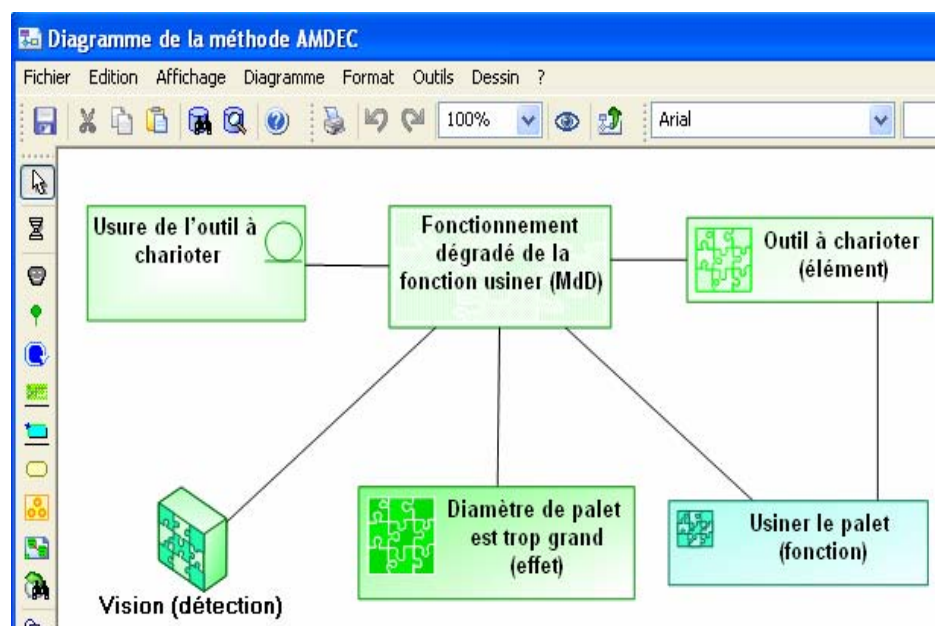 Diagramme de la méthode AMDEC
Fichier Edition Affichage Diagramme Format Outils Dessin ?
100% Arial
Usure de l'outil à
charioter
Fonctionnement
dégradé de la
fonction usiner (MdD)
Outil à charioter
(élément)
Vision (détection)
Diamètre de palet
est trop grand
(effet)
Usiner le palet
(fonction)